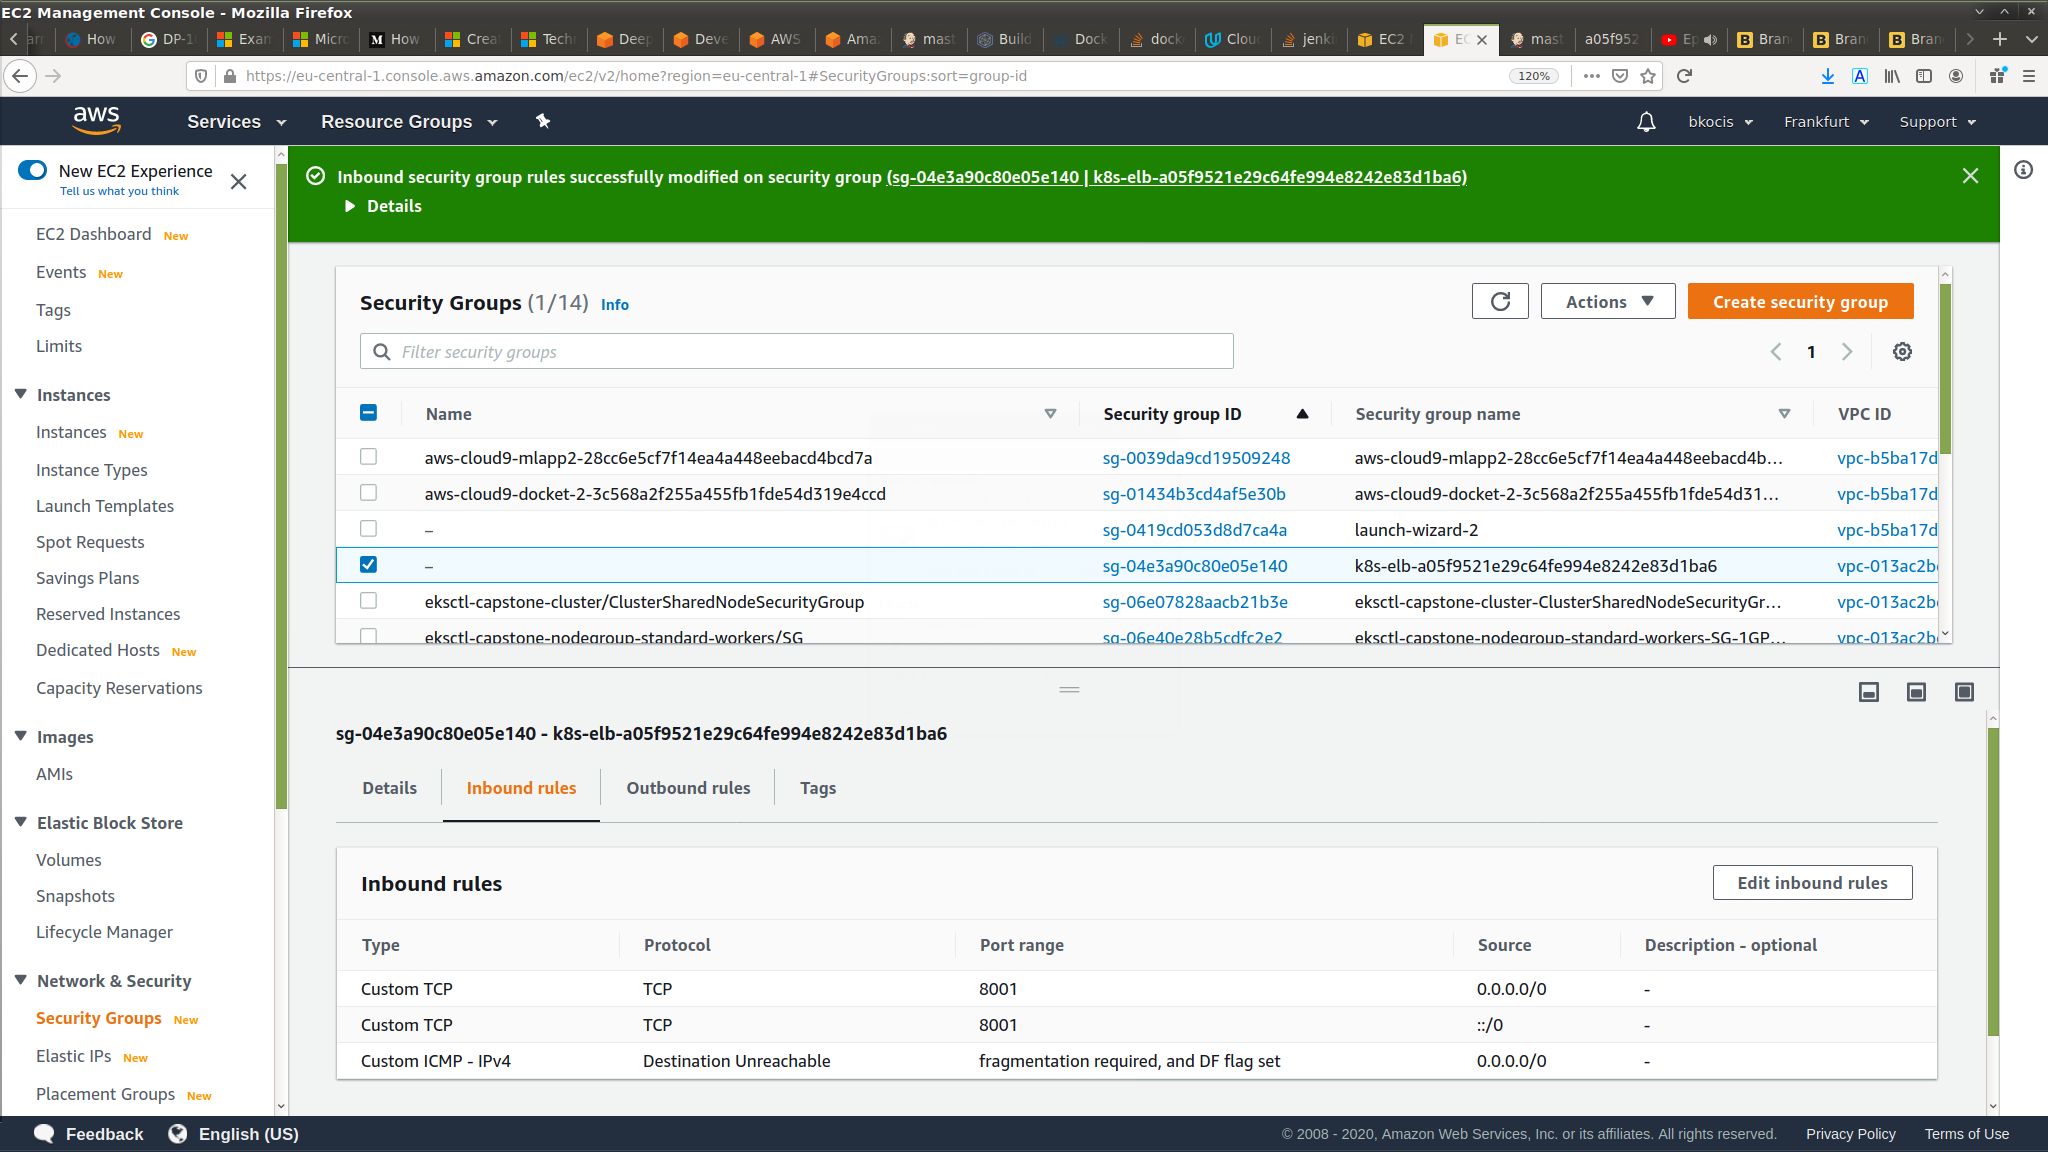 EC2 Management Console - Mozilla Firefox
How
DP-1
Exan
Micro
M How
Crea
Tech
Deep
Deve
AWS
Ama
mast
Build
Dock
docke
Cloud
jenki
EC2
EC
mast
a05f952
Ep
Bran
Bran
Bran
https://eu-central-1.console.aws.amazon.com/ec2/v2/home?region=eu-central-1#SecurityGroups:sort=group-id
120%
aws
Services
Resource Groups
bkocis
Frankfurt
Support
New EC2 Experience
Tell us what you think
EC2 Dashboard New
Events New
Tags
Limits
Instances
Instances New
Instance Types
Launch Templates
Spot Requests
Savings Plans
Reserved Instances
Dedicated Hosts New
Capacity Reservations
Images
AMIs
Elastic Block Store
Volumes
Snapshots
Lifecycle Manager
Network & Security
Security Groups New
Elastic IPs New
Placement Groups New
Inbound security group rules successfully modified on security group (sg-04e3a90c80e05e140 | k8s-elb-a05f9521e29c64fe994e8242e83d1ba6)
Details
Security Groups (1/14) Info
Actions
Create security group
Filter security groups
1
Name Security group ID Security group name VPC ID
aws-cloud9-mlapp2-28cc6e5cf7f14ea4a448eebacd4bcd7a sg-0039da9cd19509248 aws-cloud9-mlapp2-28cc6e5cf7f14ea4a448eebacd4b... vpc-b5ba17d
aws-cloud9-docket-2-3c568a2f255a455fb1fde54d319e4ccd sg-01434b3cd4af5e30b aws-cloud9-docket-2-3c568a2f255a455fb1fde54d31... vpc-b5ba17d
– sg-0419cd053d8d7ca4a launch-wizard-2 vpc-b5ba17d
– sg-04e3a90c80e05e140 k8s-elb-a05f9521e29c64fe994e8242e83d1ba6 vpc-013ac2b
eksctl-capstone-cluster/ClusterSharedNodeSecurityGroup sg-06e07828aacb21b3e eksctl-capstone-cluster-ClusterSharedNodeSecurityGr... vpc-013ac2b
eksctl-capstone-nodegroup-standard-workers/SG sg-06e40e28b5cdfc2e2 eksctl-capstone-nodegroup-standard-workers-SG-1GP... vpc-013ac2b
sg-04e3a90c80e05e140 - k8s-elb-a05f9521e29c64fe994e8242e83d1ba6
Details
Inbound rules
Outbound rules
Tags
Inbound rules
Edit inbound rules
Type Protocol Port range Source Description - optional
Custom TCP TCP 8001 0.0.0.0/0 -
Custom TCP TCP 8001 ::/0 -
Custom ICMP - IPv4 Destination Unreachable fragmentation required, and DF flag set 0.0.0.0/0 -
Feedback
English (US)
© 2008 - 2020, Amazon Web Services, Inc. or its affiliates. All rights reserved.
Privacy Policy
Terms of Use